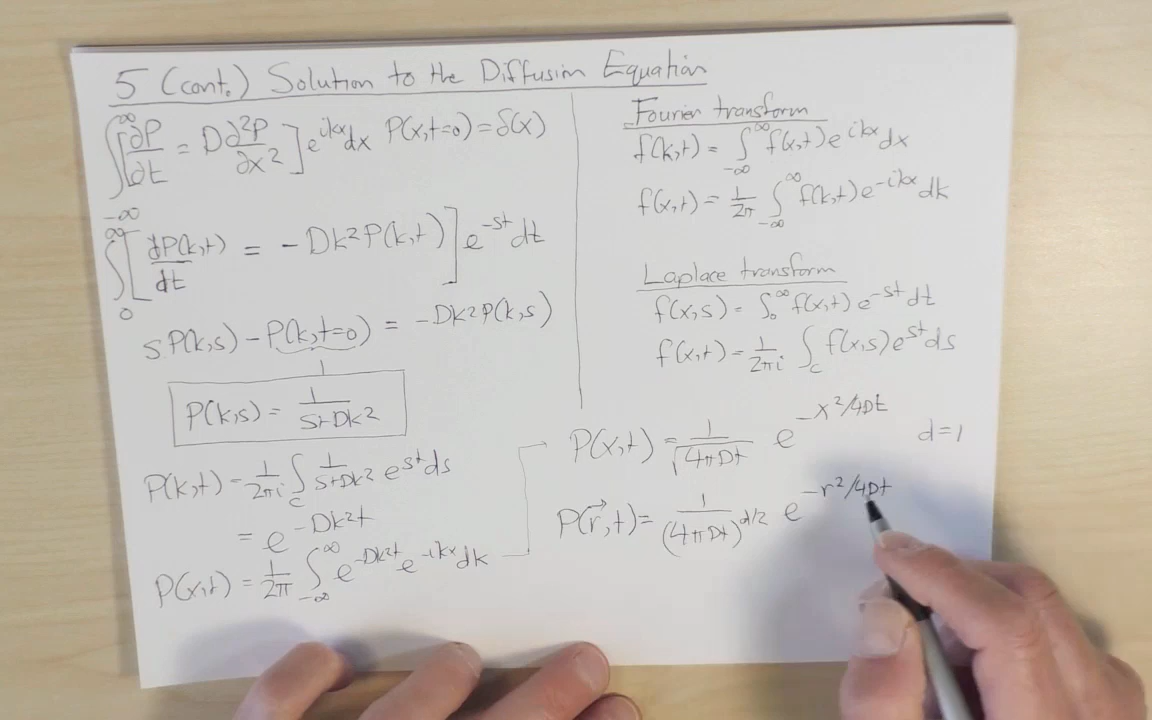 5 (cont.) Solution to the Diffusion Equation
∫_{-∞}^{∞} [∂P/∂t = D ∂²P/∂x²] e^{ikx} dx P(x,t=0) = δ(x)
∫_0^∞ [dP(k,t)/dt = -Dk²P(k,t)] e^{-st} dt
sP(k,s) - P(k,t=0) = -Dk²P(k,s)
1
P(k,s) = 1/(s+Dk²)
P(k,t) = 1/2πi ∫_c 1/(s+Dk²) e^{st} ds
= e^{-Dk²t}
P(x,t) = 1/2π ∫_{-∞}^{∞} e^{-Dk²t} e^{-ikx} dk
Fourier transform
f(k,t) = ∫_{-∞}^{∞} f(x,t) e^{ikx} dx
f(x,t) = 1/2π ∫_{-∞}^{∞} f(k,t) e^{-ikx} dk
Laplace transform
f(x,s) = ∫_0^∞ f(x,t) e^{-st} dt
f(x,t) = 1/2πi ∫_c f(x,s) e^{st} ds
P(x,t) = 1/√(4πDt) e^{-x²/4Dt} d=1
P(r⃗,t) = 1/(4πDt)^{d/2} e^{-r²/4Dt}